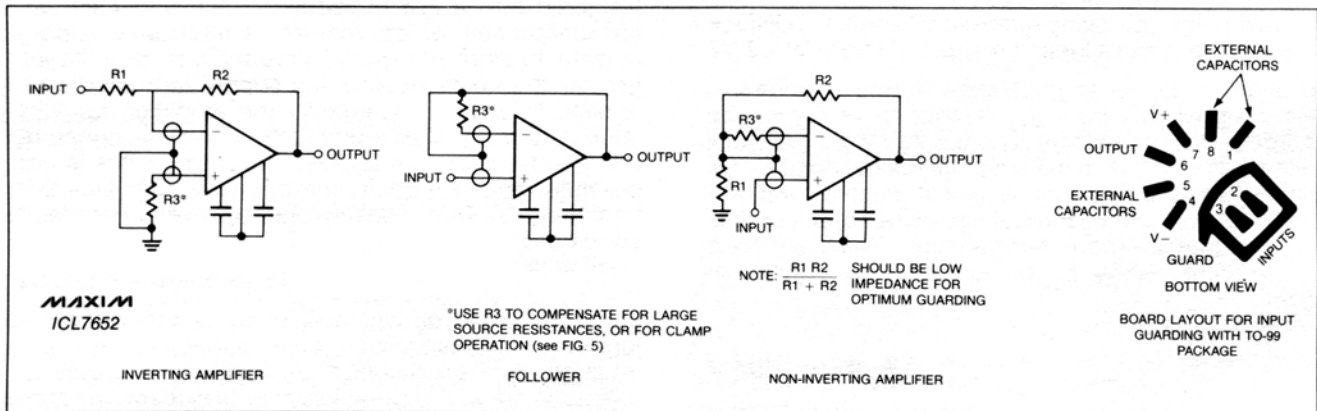 INPUT
R1
R2
−
+
R3*
OUTPUT
MAXIM
ICL7652
INVERTING AMPLIFIER
R3*
−
+
INPUT
OUTPUT
*USE R3 TO COMPENSATE FOR LARGE
SOURCE RESISTANCES, OR FOR CLAMP
OPERATION (see FIG. 5)
FOLLOWER
R2
R3*
−
+
R1
INPUT
OUTPUT
NOTE: R1 R2 / R1 + R2 SHOULD BE LOW
IMPEDANCE FOR
OPTIMUM GUARDING
NON-INVERTING AMPLIFIER
EXTERNAL
CAPACITORS
V+
OUTPUT
EXTERNAL
CAPACITORS
V−
7
8
1
6
5
4
2
3
GUARD
INPUTS
BOTTOM VIEW
BOARD LAYOUT FOR INPUT
GUARDING WITH TO-99
PACKAGE